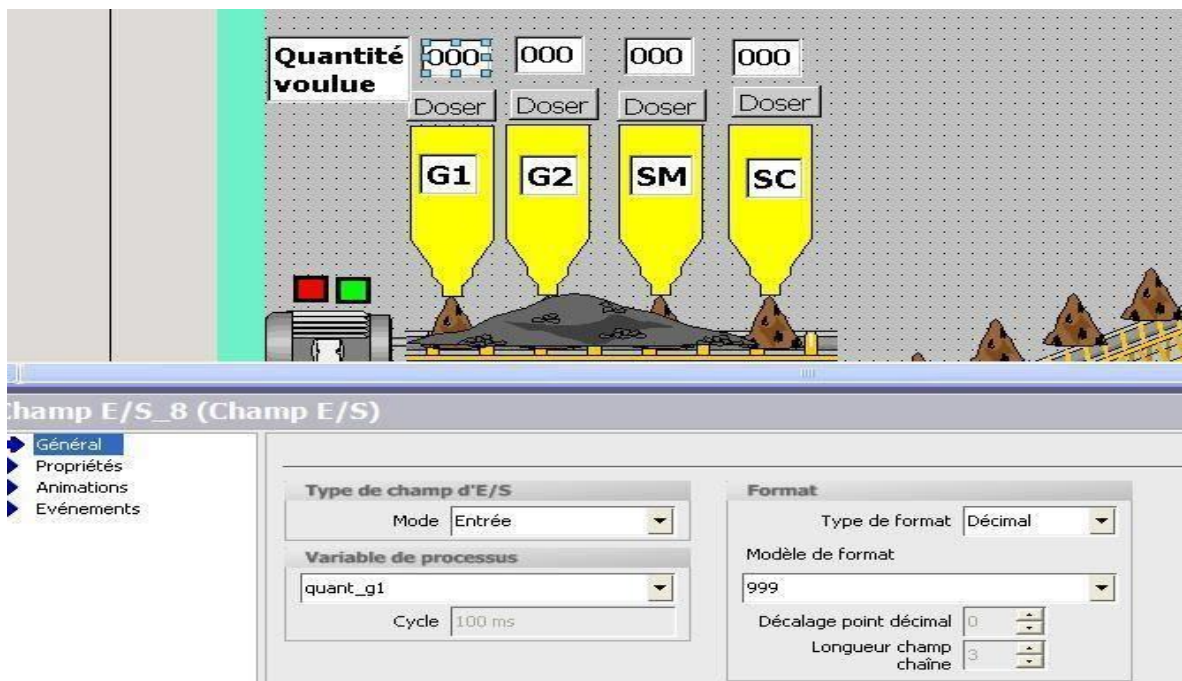 Quantité voulue
000 000 000 000
Doser Doser Doser Doser
G1 G2 SM SC
Champ E/S_8 (Champ E/S)
Général
Propriétés
Animations
Evénements
Type de champ d'E/S
Mode Entrée
Variable de processus
quant_g1
Cycle 100 ms
Format
Type de format Décimal
Modèle de format
999
Décalage point décimal 0
Longueur champ chaîne 3